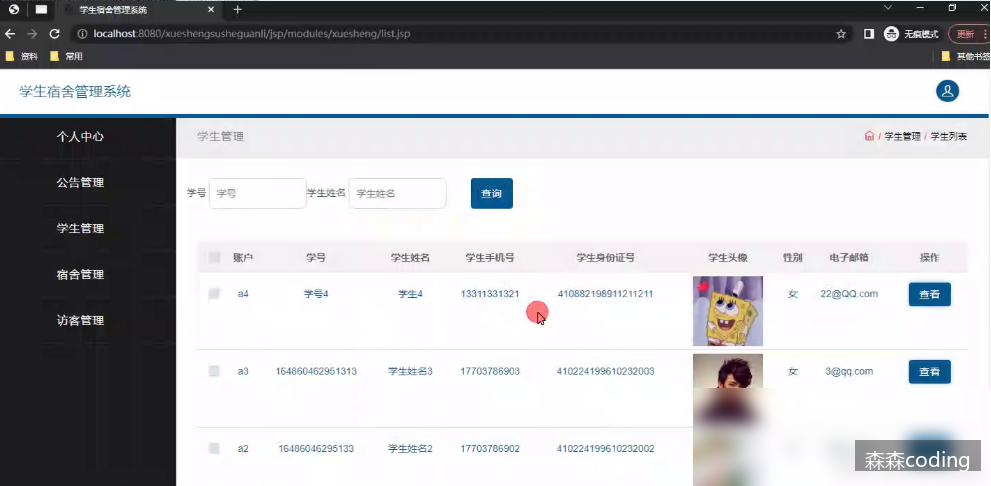 学生宿舍管理系统
localhost:8080/xueshengsusheguanli/jsp/modules/xuesheng/list.jsp
无痕模式
更新
资料
常用
其他书签
学生宿舍管理系统
个人中心
公告管理
学生管理
宿舍管理
访客管理
学生管理
/ 学生管理 / 学生列表
学号 学号 学生姓名 学生姓名 查询
账户 学号 学生姓名 学生手机号 学生身份证号 学生头像 性别 电子邮箱 操作
a4 学号4 学生4 13311331321 410882198911211211 女 22@QQ.com 查看
a3 164860462951313 学生姓名3 17703786903 410224199610232003 女 3@qq.com 查看
a2 16486046295133 学生姓名2 17703786902 410224199610232002
森森coding